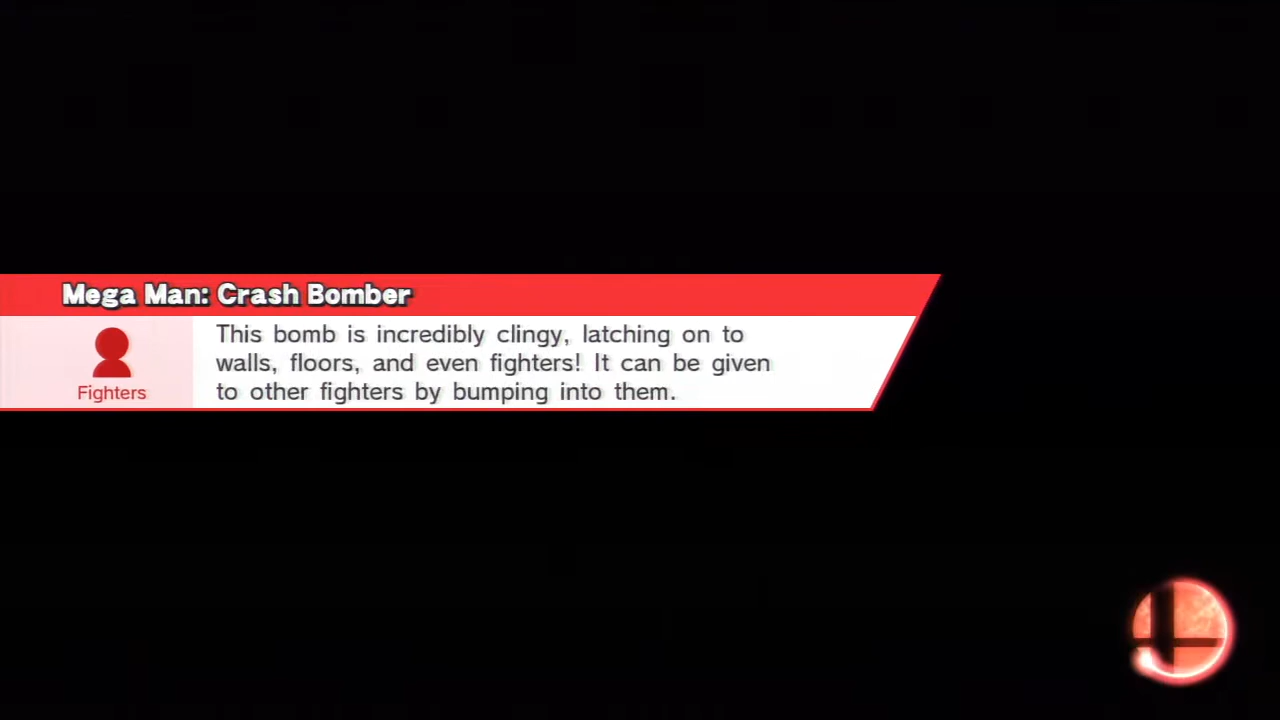 Mega Man: Crash Bomber
This bomb is incredibly clingy, latching on to
walls, floors, and even fighters! It can be given
to other fighters by bumping into them.
Fighters